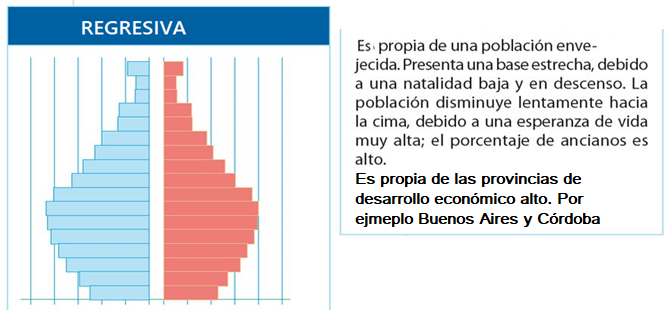 REGRESIVA
Es propia de una población enve-
jecida. Presenta una base estrecha, debido
a una natalidad baja y en descenso. La
población disminuye lentamente hacia
la cima, debido a una esperanza de vida
muy alta; el porcentaje de ancianos es
alto.
Es propia de las provincias de
desarrollo económico alto. Por
ejmeplo Buenos Aires y Córdoba